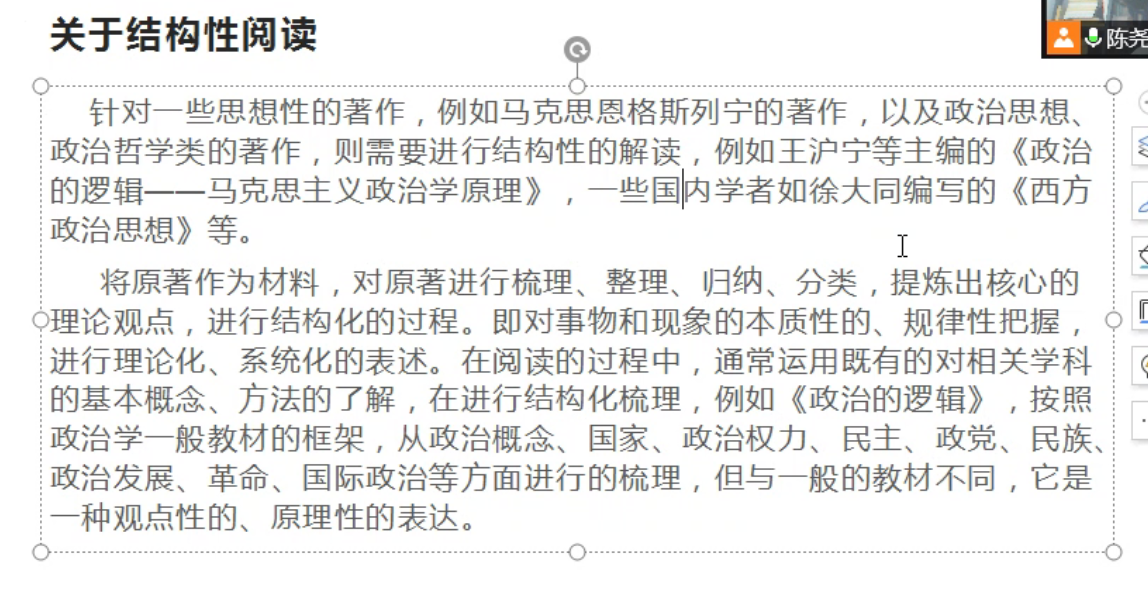 关于结构性阅读
陈尧
针对一些思想性的著作，例如马克思恩格斯列宁的著作，以及政治思想、
政治哲学类的著作，则需要进行结构性的解读，例如王沪宁等主编的《政治
的逻辑——马克思主义政治学原理》，一些国内学者如徐大同编写的《西方
政治思想》等。
将原著作为材料，对原著进行梳理、整理、归纳、分类，提炼出核心的
理论观点，进行结构化的过程。即对事物和现象的本质性的、规律性把握，
进行理论化、系统化的表述。在阅读的过程中，通常运用既有的对相关学科
的基本概念、方法的了解，在进行结构化梳理，例如《政治的逻辑》，按照
政治学一般教材的框架，从政治概念、国家、政治权力、民主、政党、民族、
政治发展、革命、国际政治等方面进行的梳理，但与一般的教材不同，它是
一种观点性的、原理性的表达。